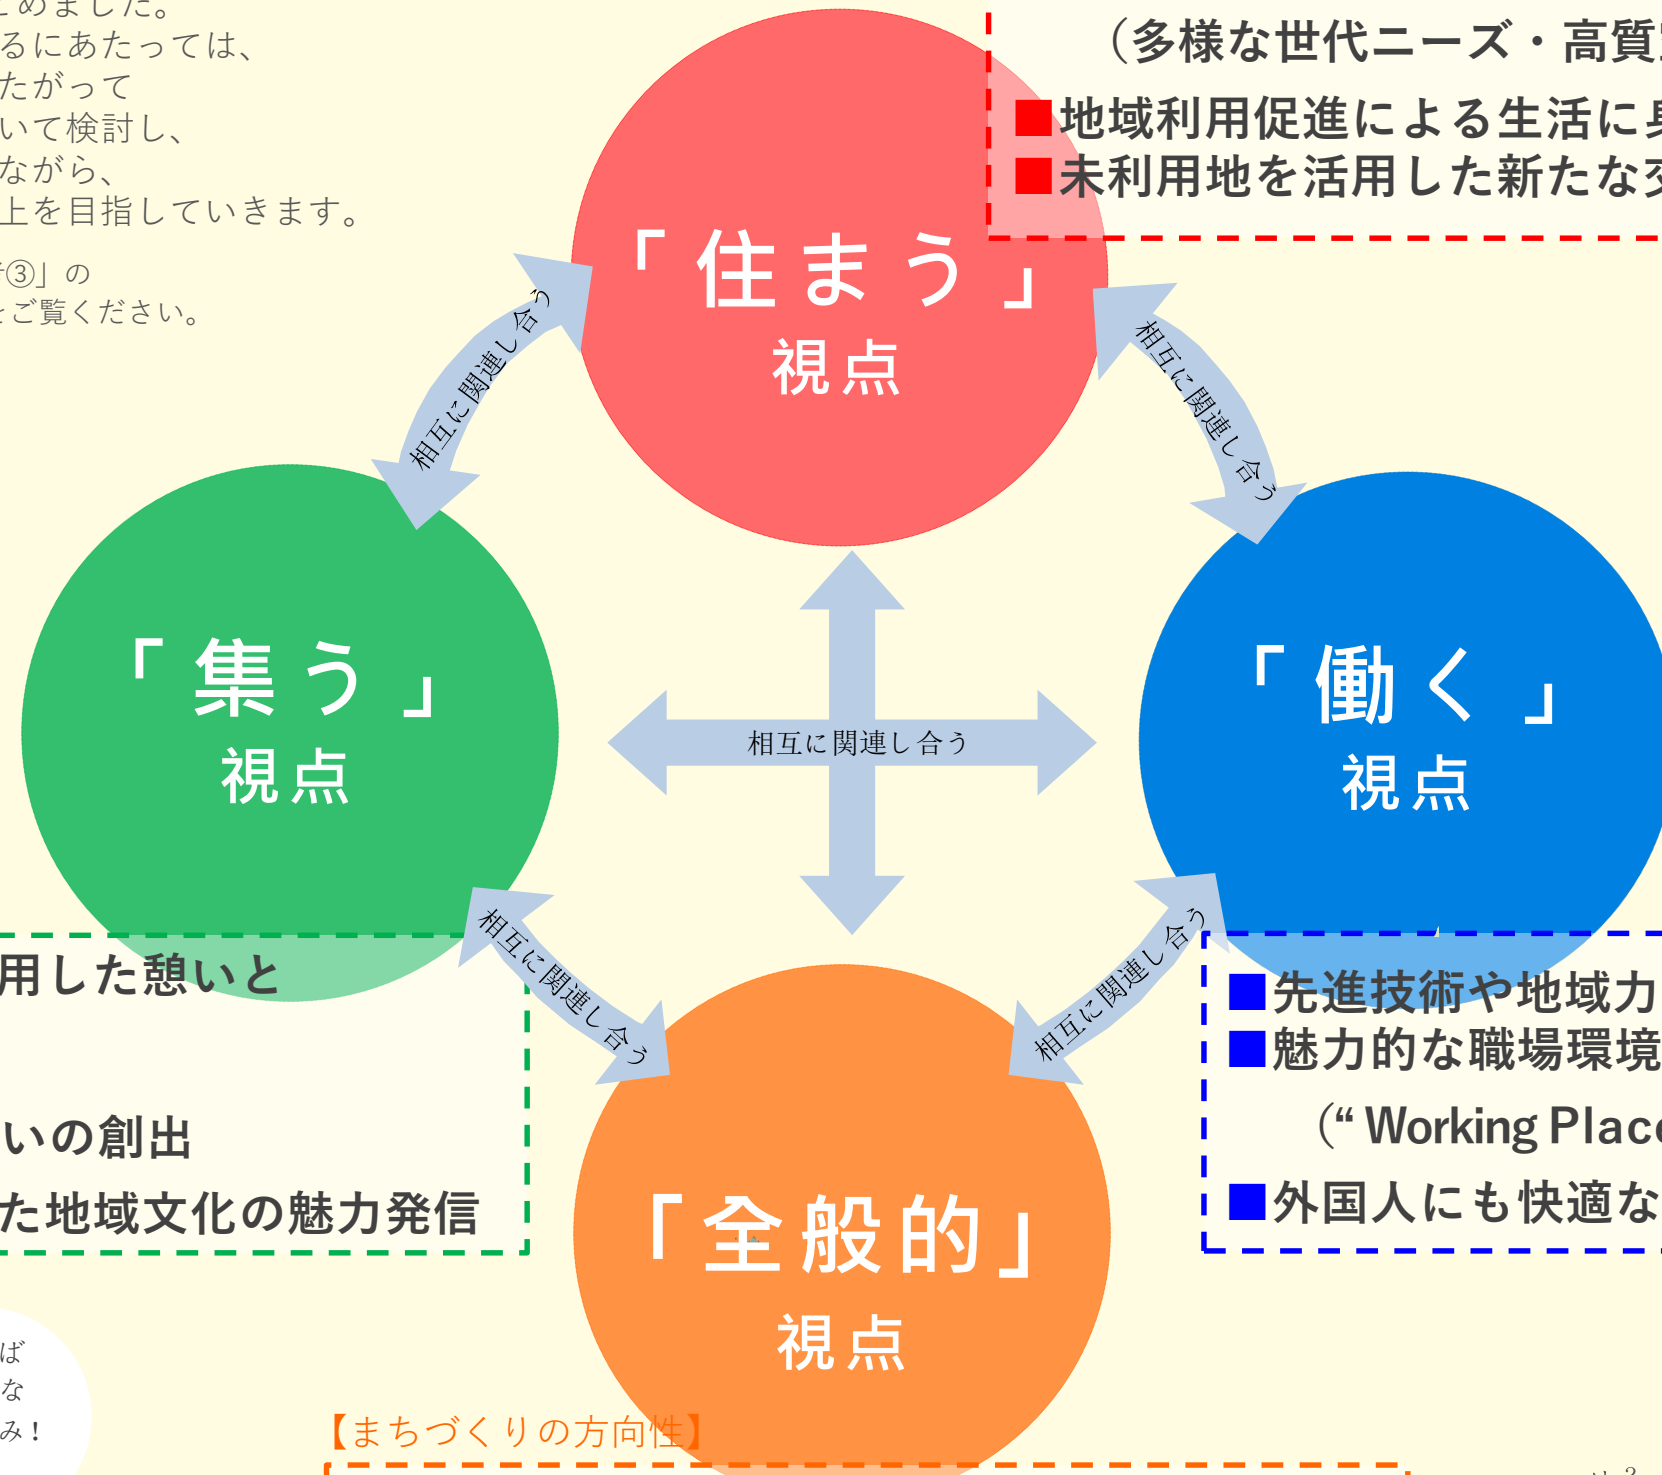 とめました。
るにあたっては、
たがって
いて検討し、
ながら、
上を目指していきます。
③」の
ご覧ください。
（多様な世代ニーズ・高質
■地域利用促進による生活に
■未利用地を活用した新たな交
「住まう」
視点
相互に関連し合う
相互に関連し合う
「集う」
視点
相互に関連し合う
「働く」
視点
相互に関連し合う
相互に関連し合う
用した憩いと
いの創出
た地域文化の魅力発信
■先進技術や地域力
■魅力的な職場環境
（“Working Place
■外国人にも快適な
「全般的」
視点
ば
な
み！
【まちづくりの方向性】